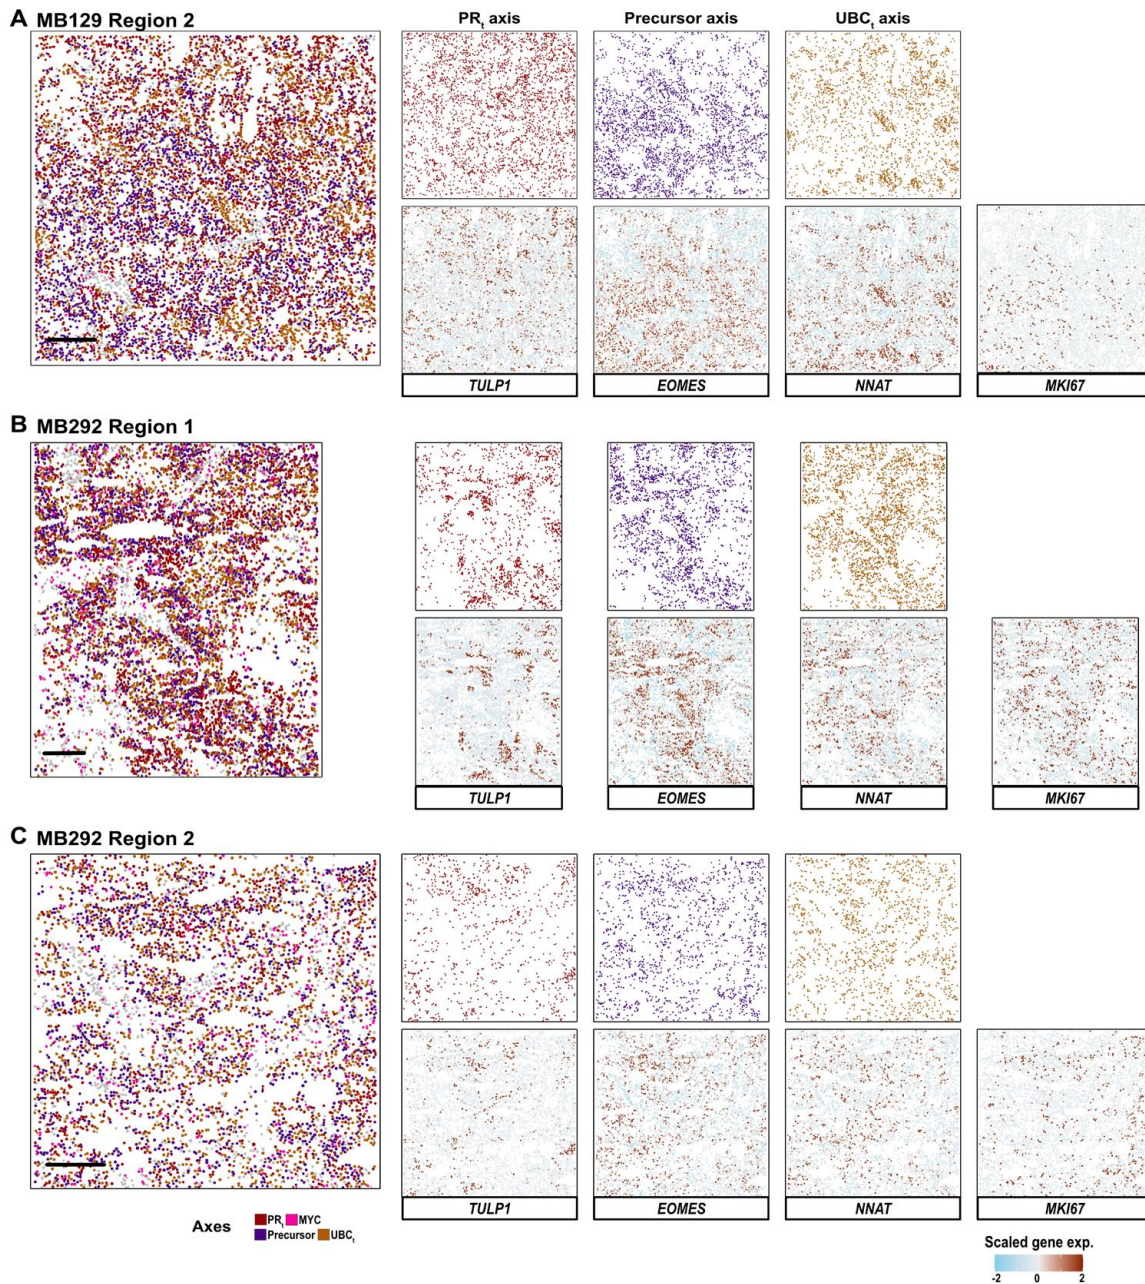 A MB129 Region 2
PRt axis Precursor axis UBCt axis
TULP1 EOMES NNAT MKI67
B MB292 Region 1
TULP1 EOMES NNAT MKI67
C MB292 Region 2
TULP1 EOMES NNAT MKI67
Axes PRt MYC
Precursor UBCt
Scaled gene exp.
-2 0 2